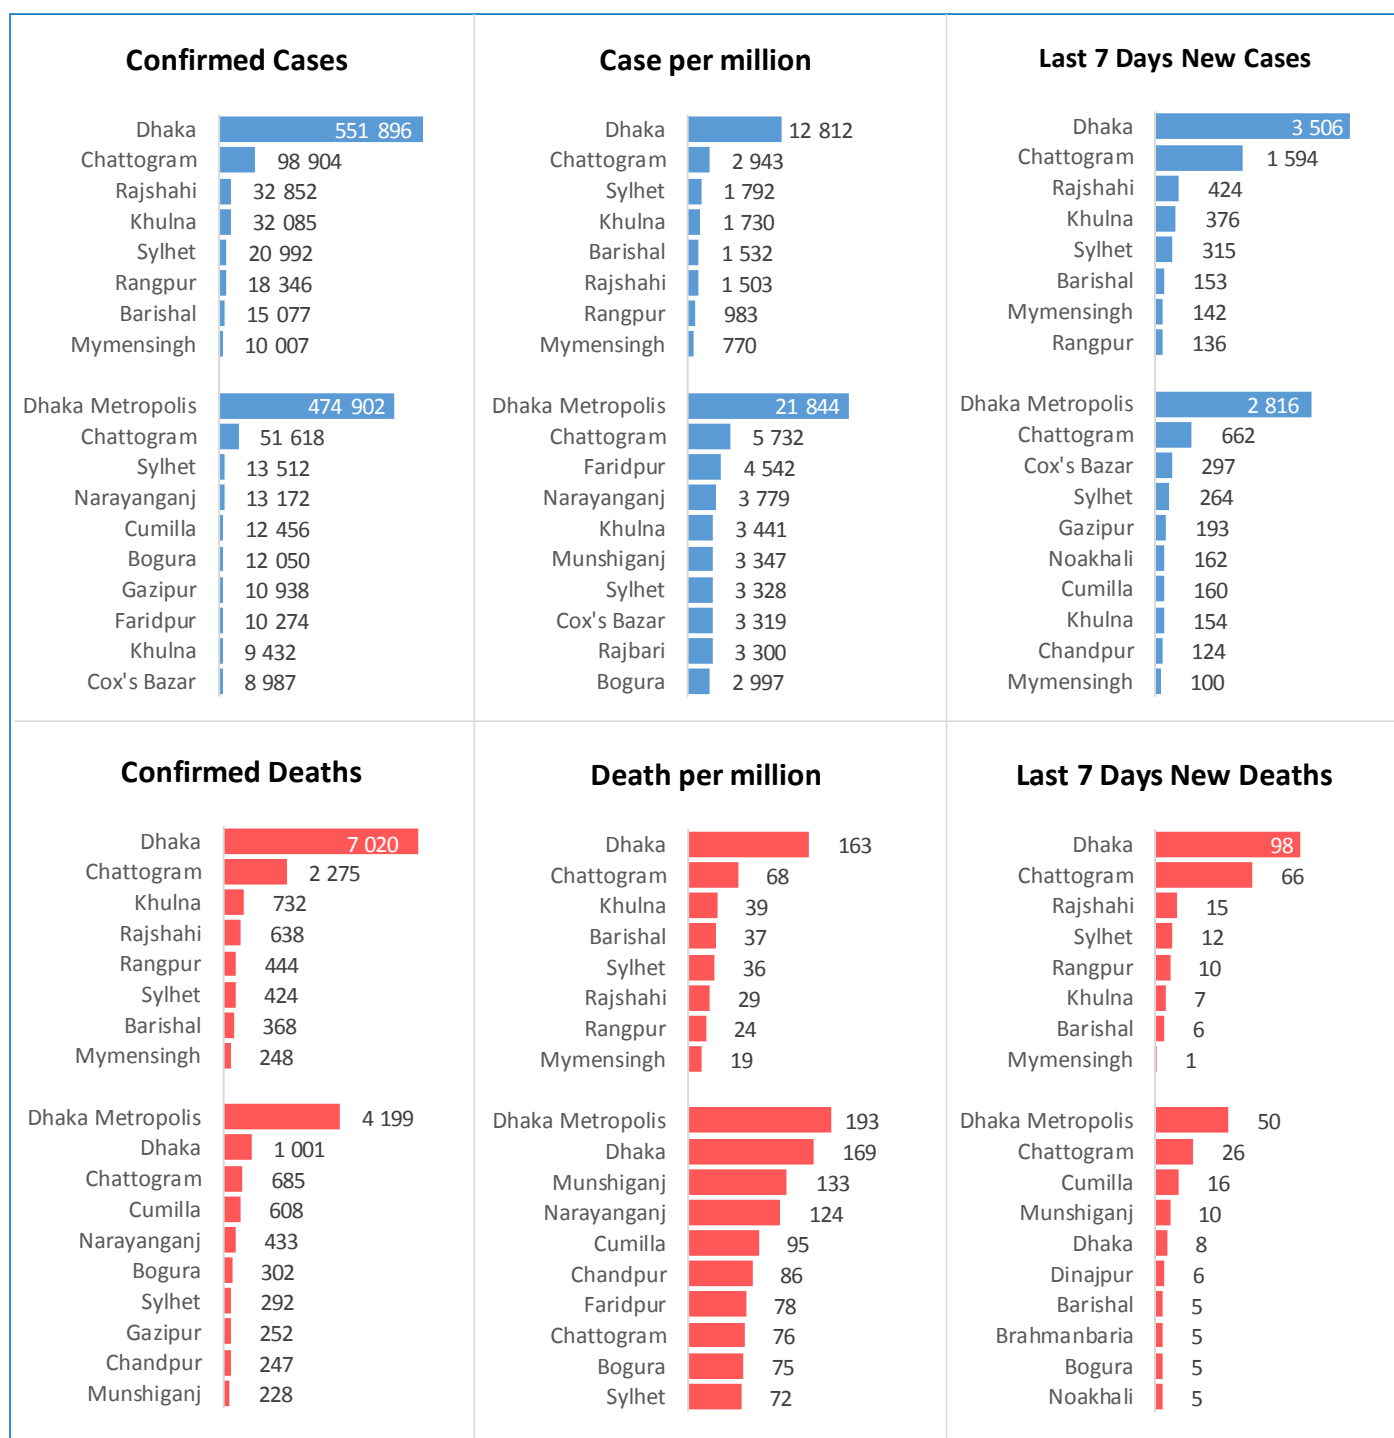 Confirmed Cases
Dhaka 551 896
Chattogram 98 904
Rajshahi 32 852
Khulna 32 085
Sylhet 20 992
Rangpur 18 346
Barishal 15 077
Mymensingh 10 007
Dhaka Metropolis 474 902
Chattogram 51 618
Sylhet 13 512
Narayanganj 13 172
Cumilla 12 456
Bogura 12 050
Gazipur 10 938
Faridpur 10 274
Khulna 9 432
Cox's Bazar 8 987
Case per million
Dhaka 12 812
Chattogram 2 943
Sylhet 1 792
Khulna 1 730
Barishal 1 532
Rajshahi 1 503
Rangpur 983
Mymensingh 770
Dhaka Metropolis 21 844
Chattogram 5 732
Faridpur 4 542
Narayanganj 3 779
Khulna 3 441
Munshiganj 3 347
Sylhet 3 328
Cox's Bazar 3 319
Rajbari 3 300
Bogura 2 997
Last 7 Days New Cases
Dhaka 3 506
Chattogram 1 594
Rajshahi 424
Khulna 376
Sylhet 315
Barishal 153
Mymensingh 142
Rangpur 136
Dhaka Metropolis 2 816
Chattogram 662
Cox's Bazar 297
Sylhet 264
Gazipur 193
Noakhali 162
Cumilla 160
Khulna 154
Chandpur 124
Mymensingh 100
Confirmed Deaths
Dhaka 7 020
Chattogram 2 275
Khulna 732
Rajshahi 638
Rangpur 444
Sylhet 424
Barishal 368
Mymensingh 248
Dhaka Metropolis 4 199
Dhaka 1 001
Chattogram 685
Cumilla 608
Narayanganj 433
Bogura 302
Sylhet 292
Gazipur 252
Chandpur 247
Munshiganj 228
Death per million
Dhaka 163
Chattogram 68
Khulna 39
Barishal 37
Sylhet 36
Rajshahi 29
Rangpur 24
Mymensingh 19
Dhaka Metropolis 193
Dhaka 169
Munshiganj 133
Narayanganj 124
Cumilla 95
Chandpur 86
Faridpur 78
Chattogram 76
Bogura 75
Sylhet 72
Last 7 Days New Deaths
Dhaka 98
Chattogram 66
Rajshahi 15
Sylhet 12
Rangpur 10
Khulna 7
Barishal 6
Mymensingh 1
Dhaka Metropolis 50
Chattogram 26
Cumilla 16
Munshiganj 10
Dhaka 8
Dinajpur 6
Barishal 5
Brahmanbaria 5
Bogura 5
Noakhali 5